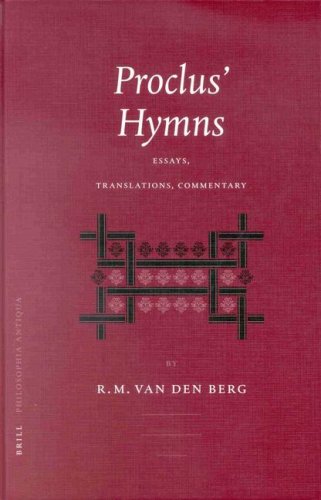 Proclus'
Hymns
ESSAYS,
TRANSLATIONS, COMMENTARY
BY
R.M. VAN DEN BERG
BRILL PHILOSOPHIA ANTIQUA